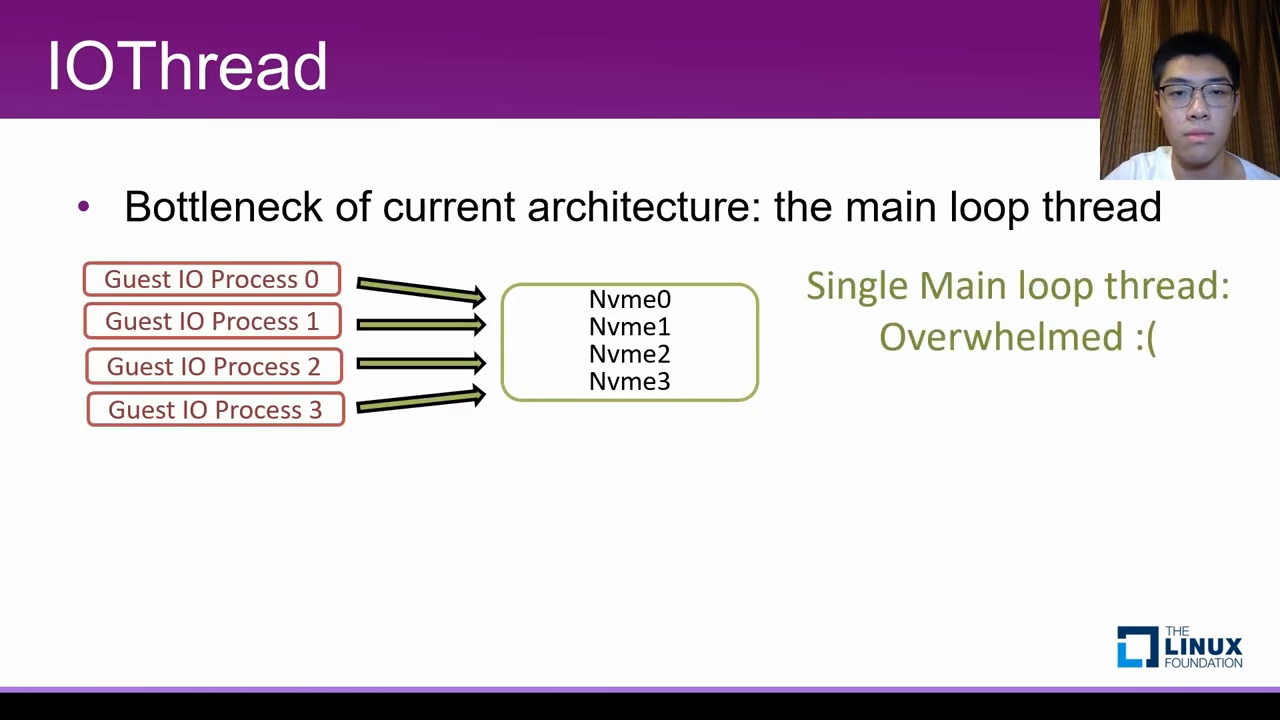 IOThread
• Bottleneck of current architecture: the main loop thread
Guest IO Process 0
Guest IO Process 1
Guest IO Process 2
Guest IO Process 3
Nvme0
Nvme1
Nvme2
Nvme3
Single Main loop thread:
Overwhelmed :(
THE
LINUX
FOUNDATION